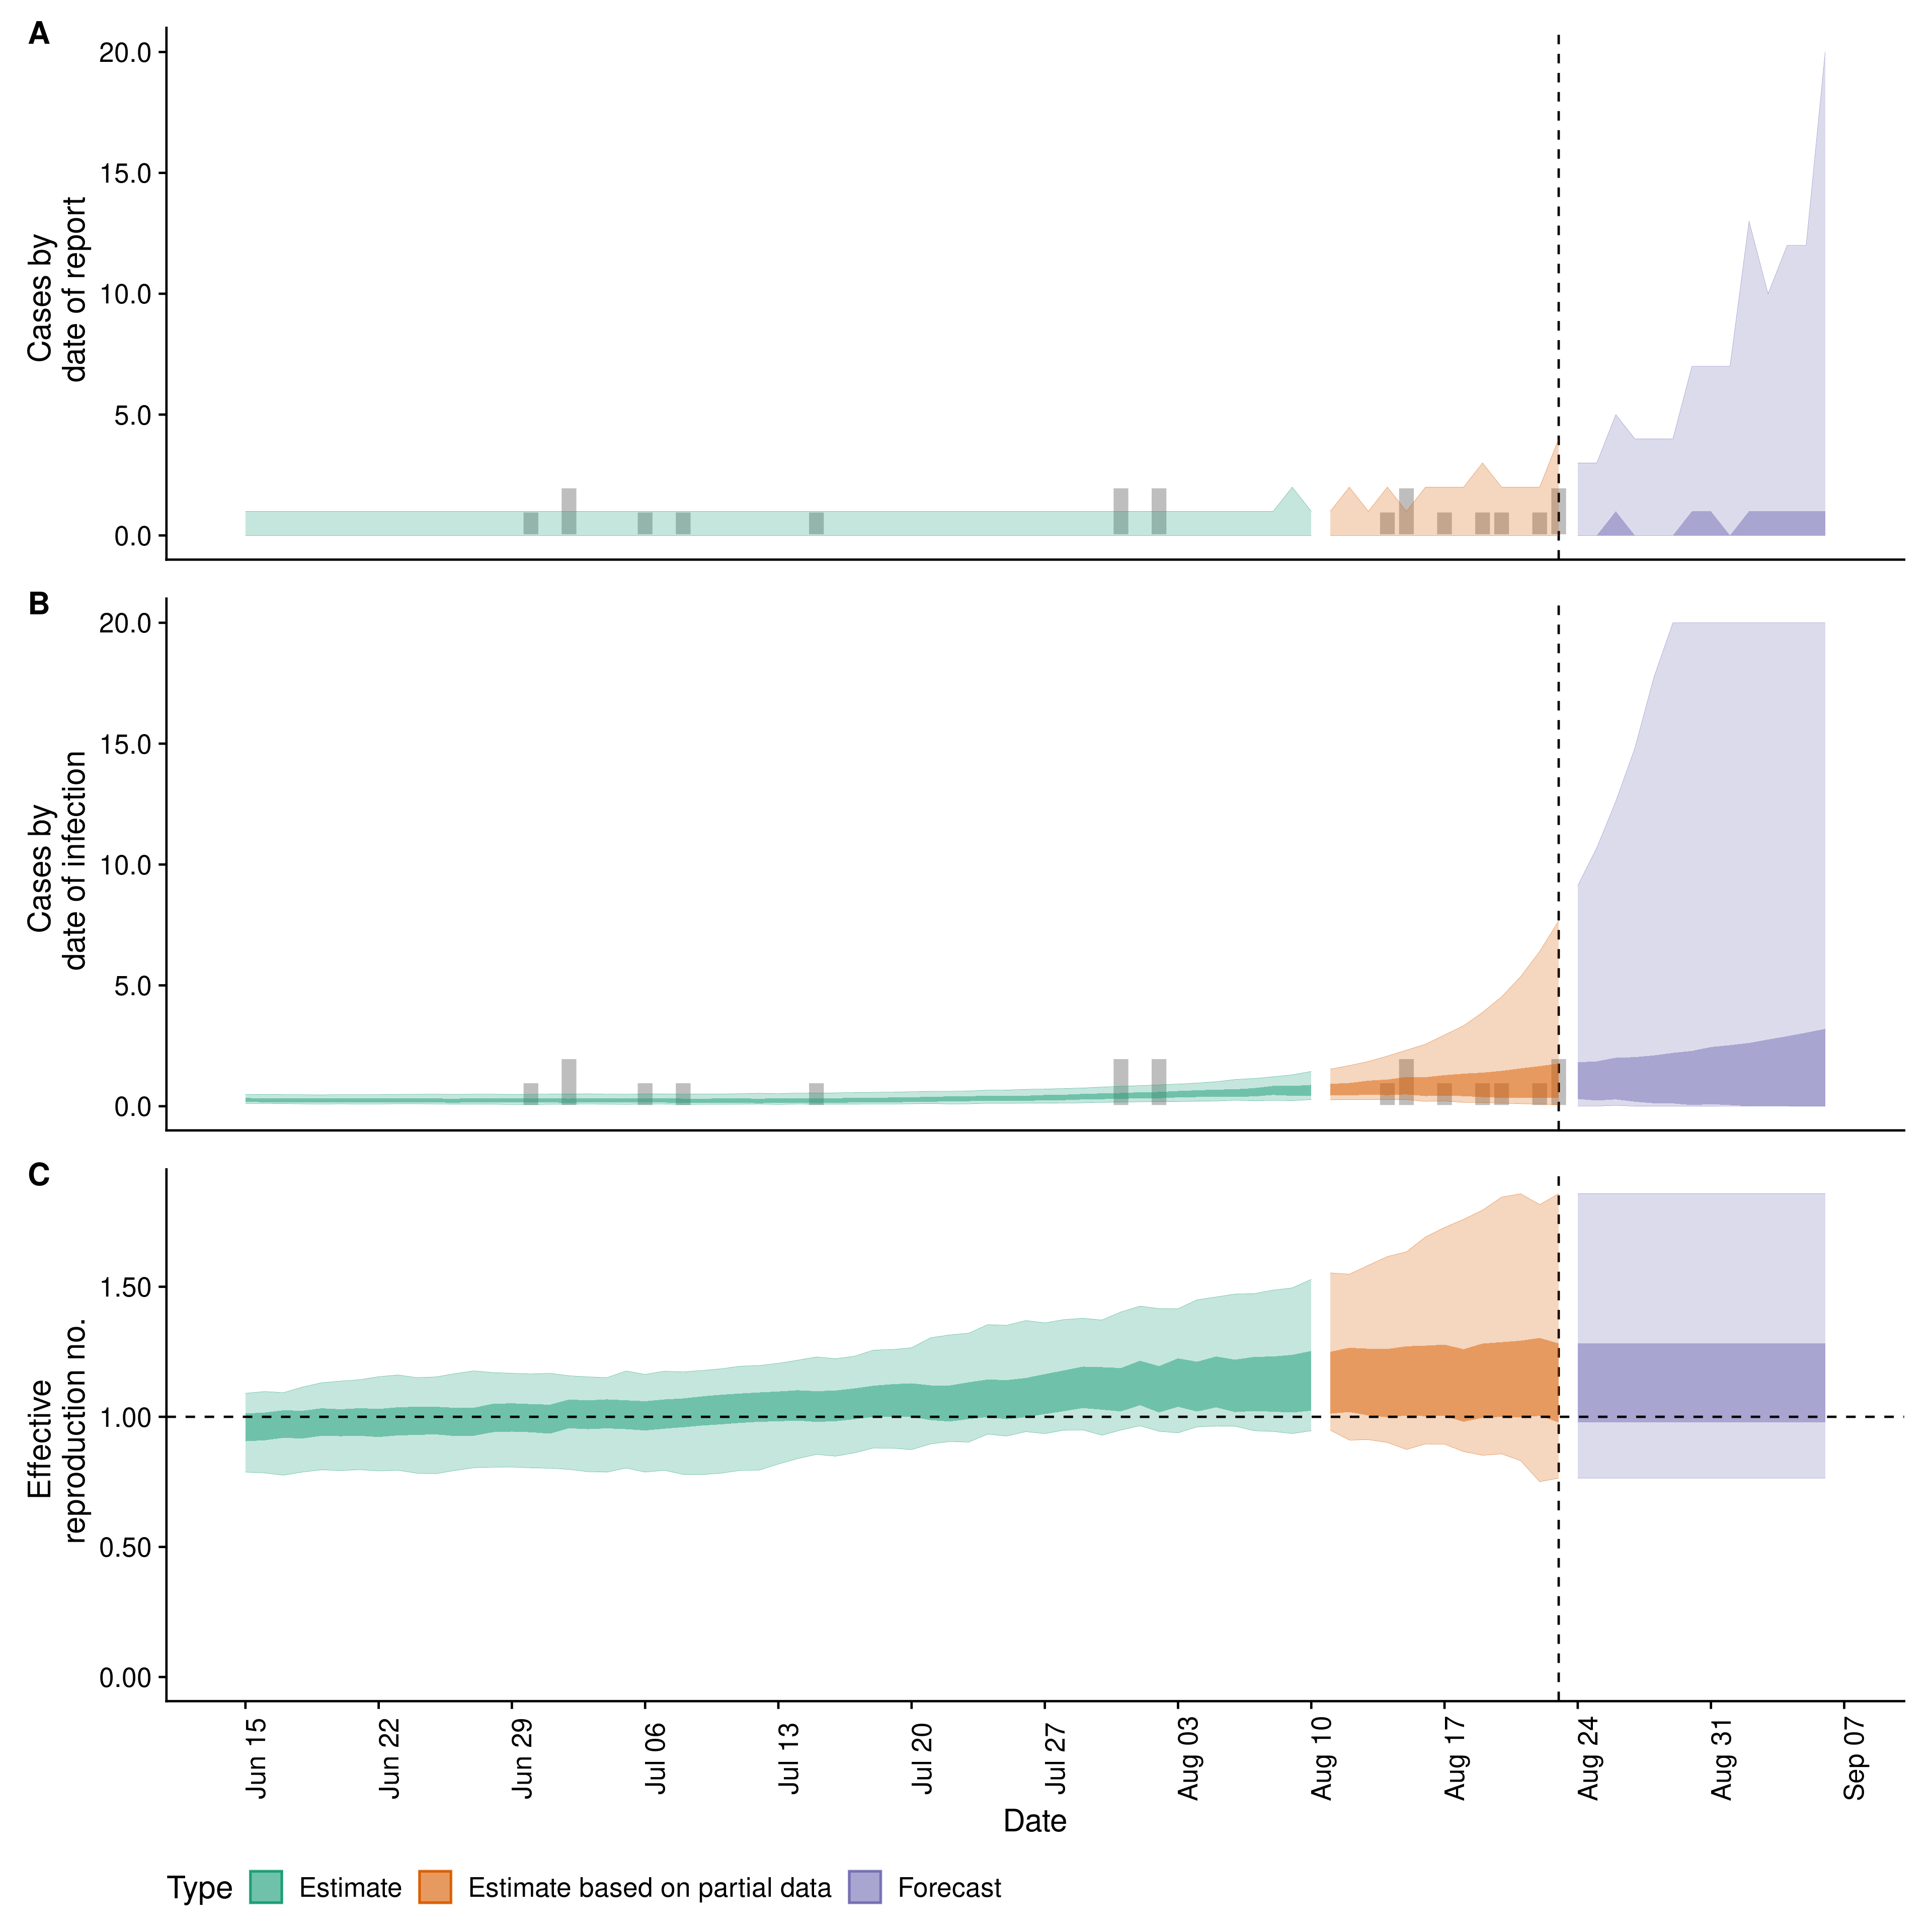 A
20.0
15.0
10.0
5.0
0.0
Cases by
date of report
B
20.0
15.0
10.0
5.0
0.0
Cases by
date of infection
C
1.50
1.00
0.50
0.00
Effective
reproduction no.
Jun 15
Jun 22
Jun 29
Jul 06
Jul 13
Jul 20
Jul 27
Aug 03
Aug 10
Aug 17
Aug 24
Aug 31
Sep 07
Date
Type Estimate Estimate based on partial data Forecast